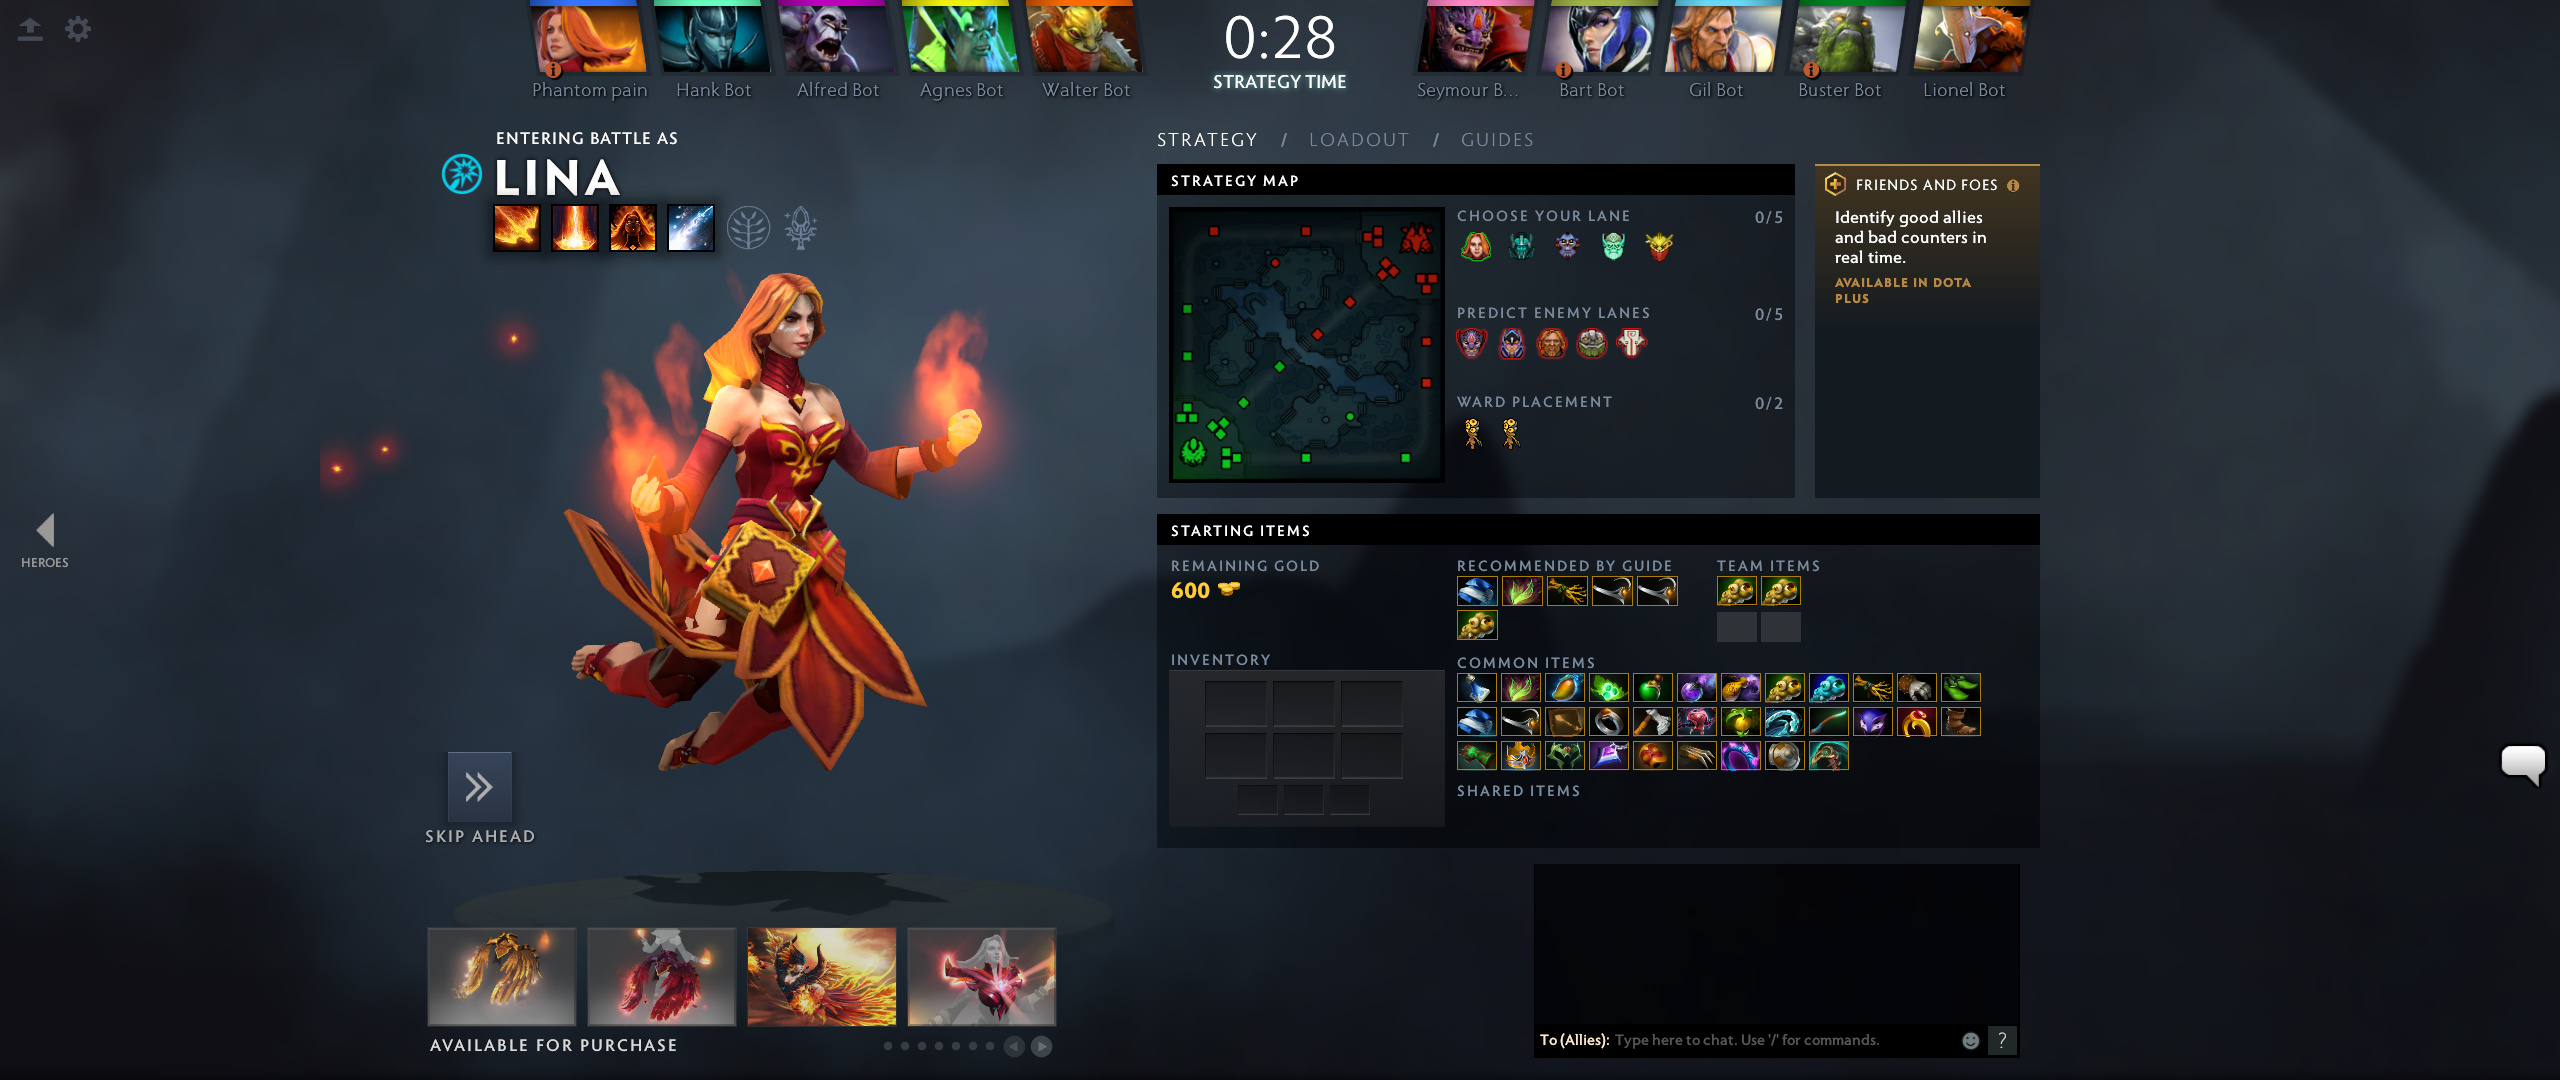 0:28
STRATEGY TIME
Phantom pain
Hank Bot
Alfred Bot
Agnes Bot
Walter Bot
Seymour B...
Bart Bot
Gil Bot
Buster Bot
Lionel Bot
ENTERING BATTLE AS
LINA
STRATEGY / LOADOUT / GUIDES
STRATEGY MAP
CHOOSE YOUR LANE 0/5
PREDICT ENEMY LANES 0/5
WARD PLACEMENT 0/2
FRIENDS AND FOES
Identify good allies
and bad counters in
real time.
AVAILABLE IN DOTA
PLUS
HEROES
STARTING ITEMS
REMAINING GOLD
600
RECOMMENDED BY GUIDE
TEAM ITEMS
INVENTORY
COMMON ITEMS
SHARED ITEMS
SKIP AHEAD
AVAILABLE FOR PURCHASE
To (Allies): Type here to chat. Use '/' for commands.
?